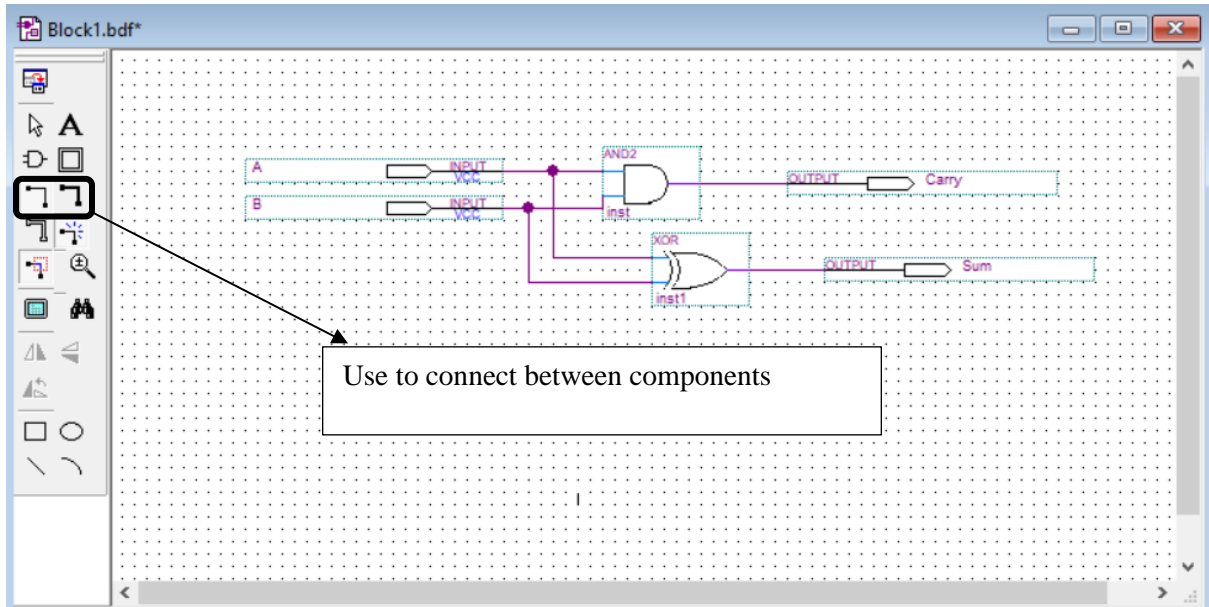 Block1.bdf*
A
AND2
A
INPUT
VCC
OUTPUT
Carry
B
INPUT
VCC
inst
XOR
OUTPUT
Sum
inst1
Use to connect between components